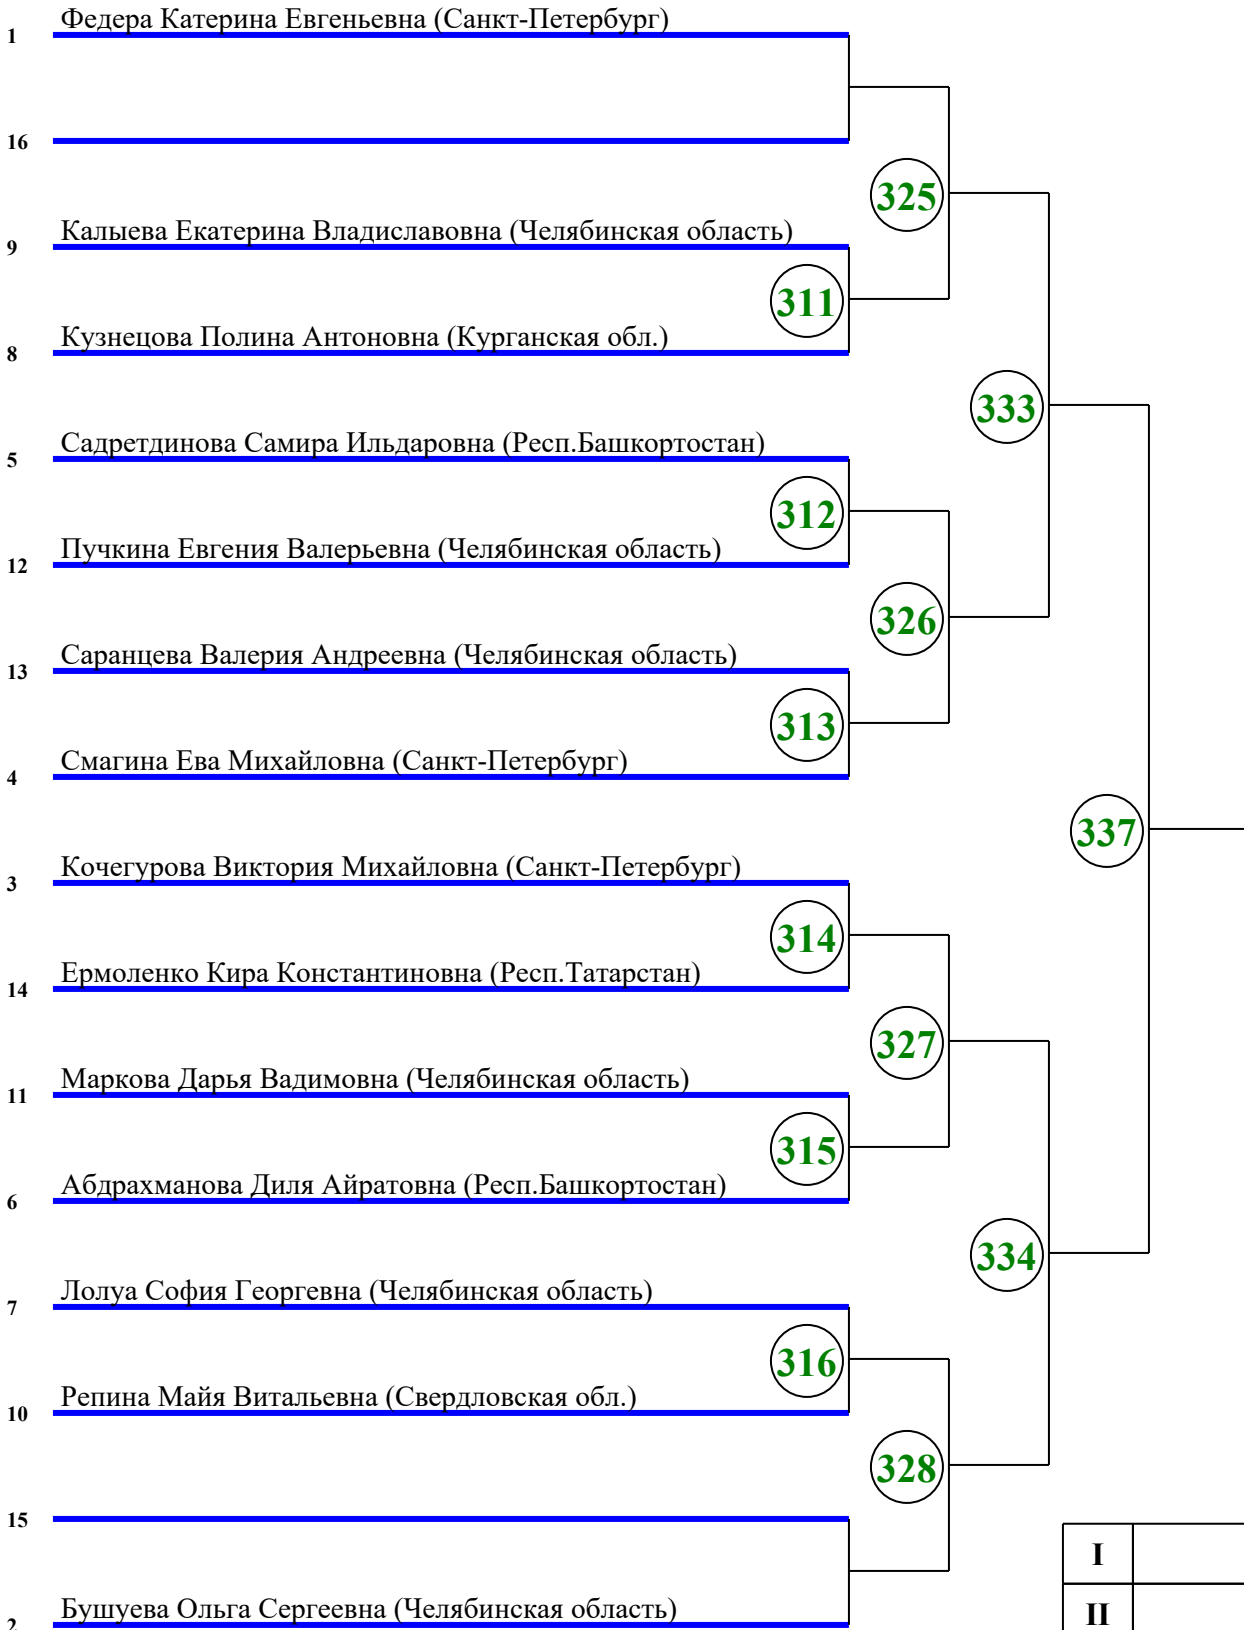 1 Федера Катерина Евгеньевна (Санкт-Петербург)
16
325
9 Калыева Екатерина Владиславовна (Челябинская область)
311
8 Кузнецова Полина Антоновна (Курганская обл.)
333
5 Садретдинова Самира Ильдаровна (Респ.Башкортостан)
312
12 Пучкина Евгения Валерьевна (Челябинская область)
326
13 Саранцева Валерия Андреевна (Челябинская область)
313
4 Смагина Ева Михайловна (Санкт-Петербург)
337
3 Кочегурова Виктория Михайловна (Санкт-Петербург)
314
14 Ермоленко Кира Константиновна (Респ.Татарстан)
327
11 Маркова Дарья Вадимовна (Челябинская область)
315
6 Абдрахманова Диля Айратовна (Респ.Башкортостан)
334
7 Лолуа София Георгевна (Челябинская область)
316
10 Репина Майя Витальевна (Свердловская обл.)
328
15
I
2 Бушуева Ольга Сергеевна (Челябинская область)
II